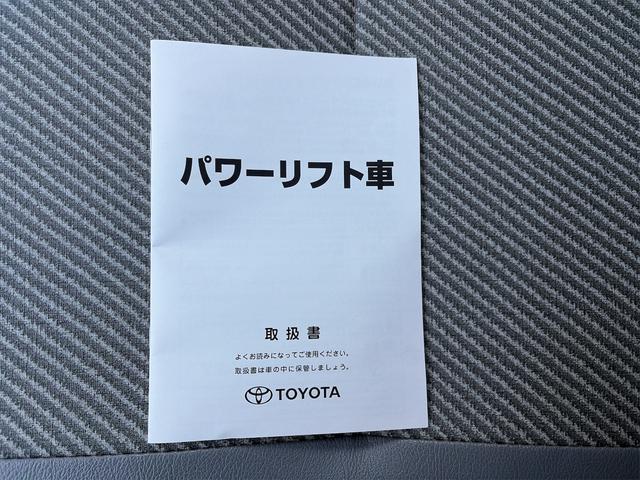 パワーリフト車
取扱書
よくお読みになってご使用ください。
取扱書は車の中に保管しましょう。
TOYOTA